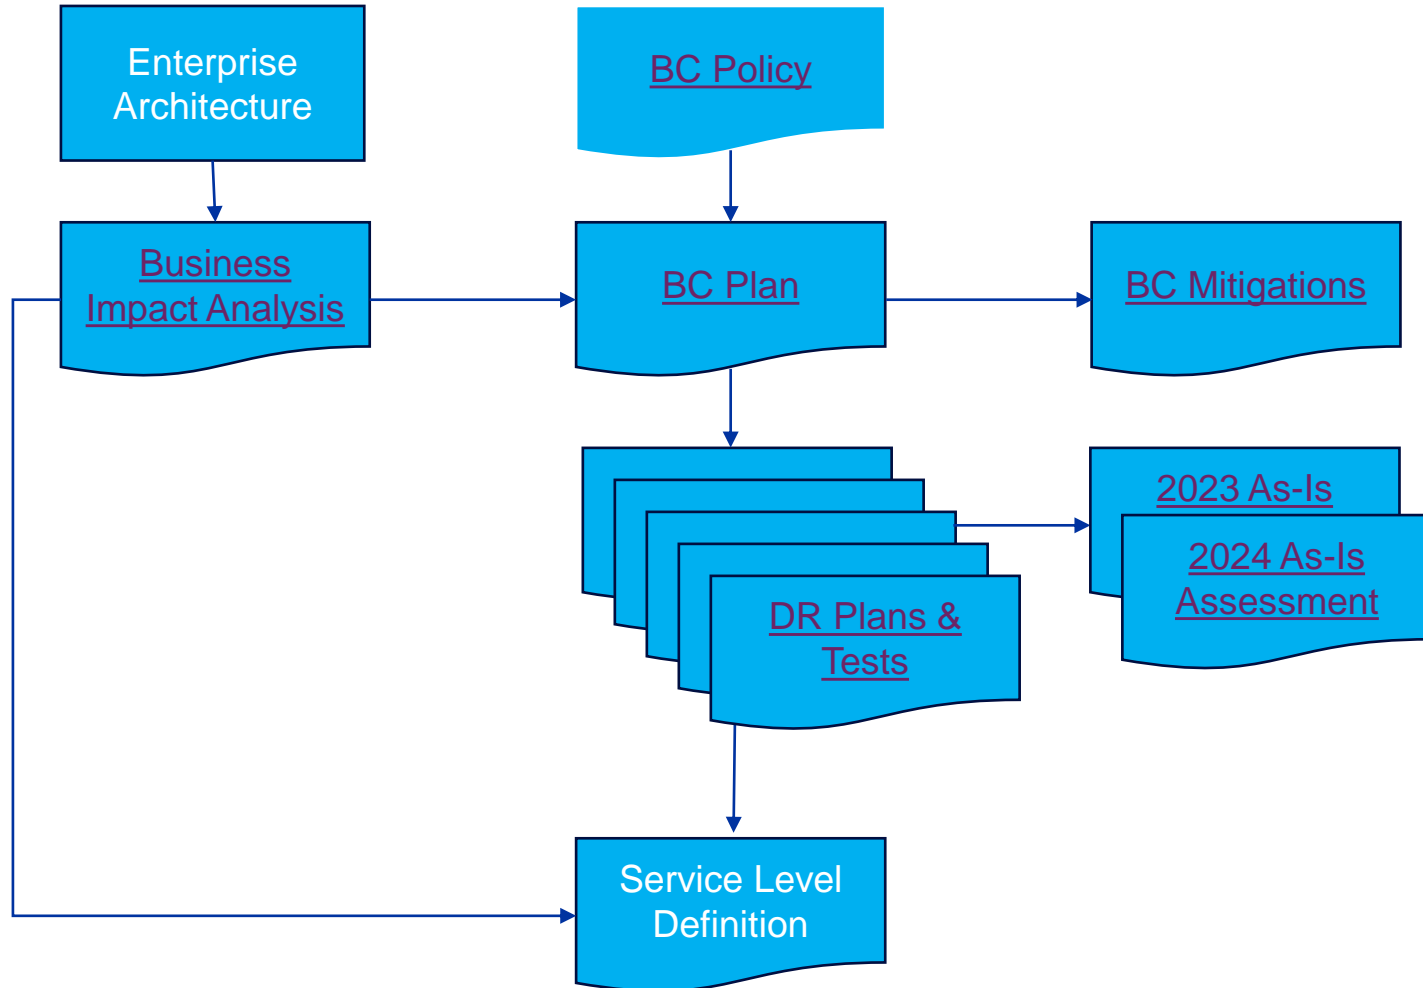 Enterprise
Architecture
BC Policy
Business
Impact Analysis
BC Plan
BC Mitigations
2023 As-Is
2024 As-Is
Assessment
DR Plans &
Tests
Service Level
Definition